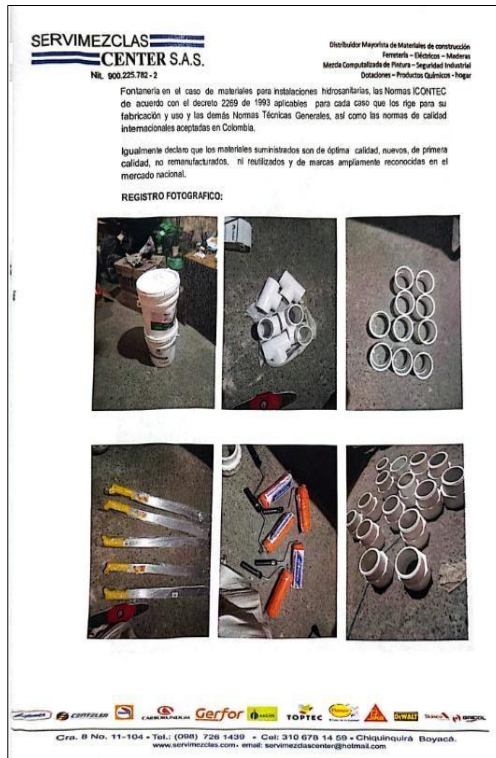 SERVIMEZCLAS
CENTER S.A.S.
Nit. 900.225.782 - 2
Distribuidor Mayorista de Materiales de construcción
Ferretería – Eléctricos – Maderas
Mezcla Computalizada de Pintura – Seguridad Industrial
Dotaciones – Productos Químicos - hogar
Fontanería en el caso de materiales para instalaciones hidrosanitarias, las Normas ICONTEC
de acuerdo con el decreto 2269 de 1993 aplicables para cada caso que los rige para su
fabricación y uso y las demás Normas Técnicas Generales, así como las normas de calidad
internacionales aceptadas en Colombia.
Igualmente declaro que los materiales suministrados son de óptima calidad, nuevos, de primera
calidad, no remanufacturados, ni reutilizados y de marcas ampliamente reconocidas en el
mercado nacional.
REGISTRO FOTOGRAFICO:
CARBORUNDUM
Gerfor
TOPTEC
Sika
DeWALT
Cra. 8 No. 11-104 - Tel.: (098) 726 1439 - Cel: 310 678 14 59 - Chiquinquirá Boyacá.
www.servimezclas.com - email: servimezclascenter@hotmail.com